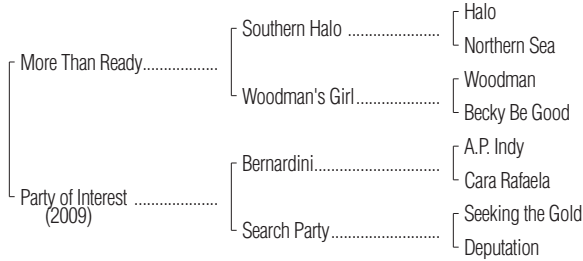 Halo
Southern Halo ..................
Northern Sea
More Than Ready..................
Woodman
Woodman's Girl..................
Becky Be Good
A.P. Indy
Bernardini..................
Cara Rafaela
Party of Interest ..................
(2009)
Seeking the Gold
Search Party..................
Deputation